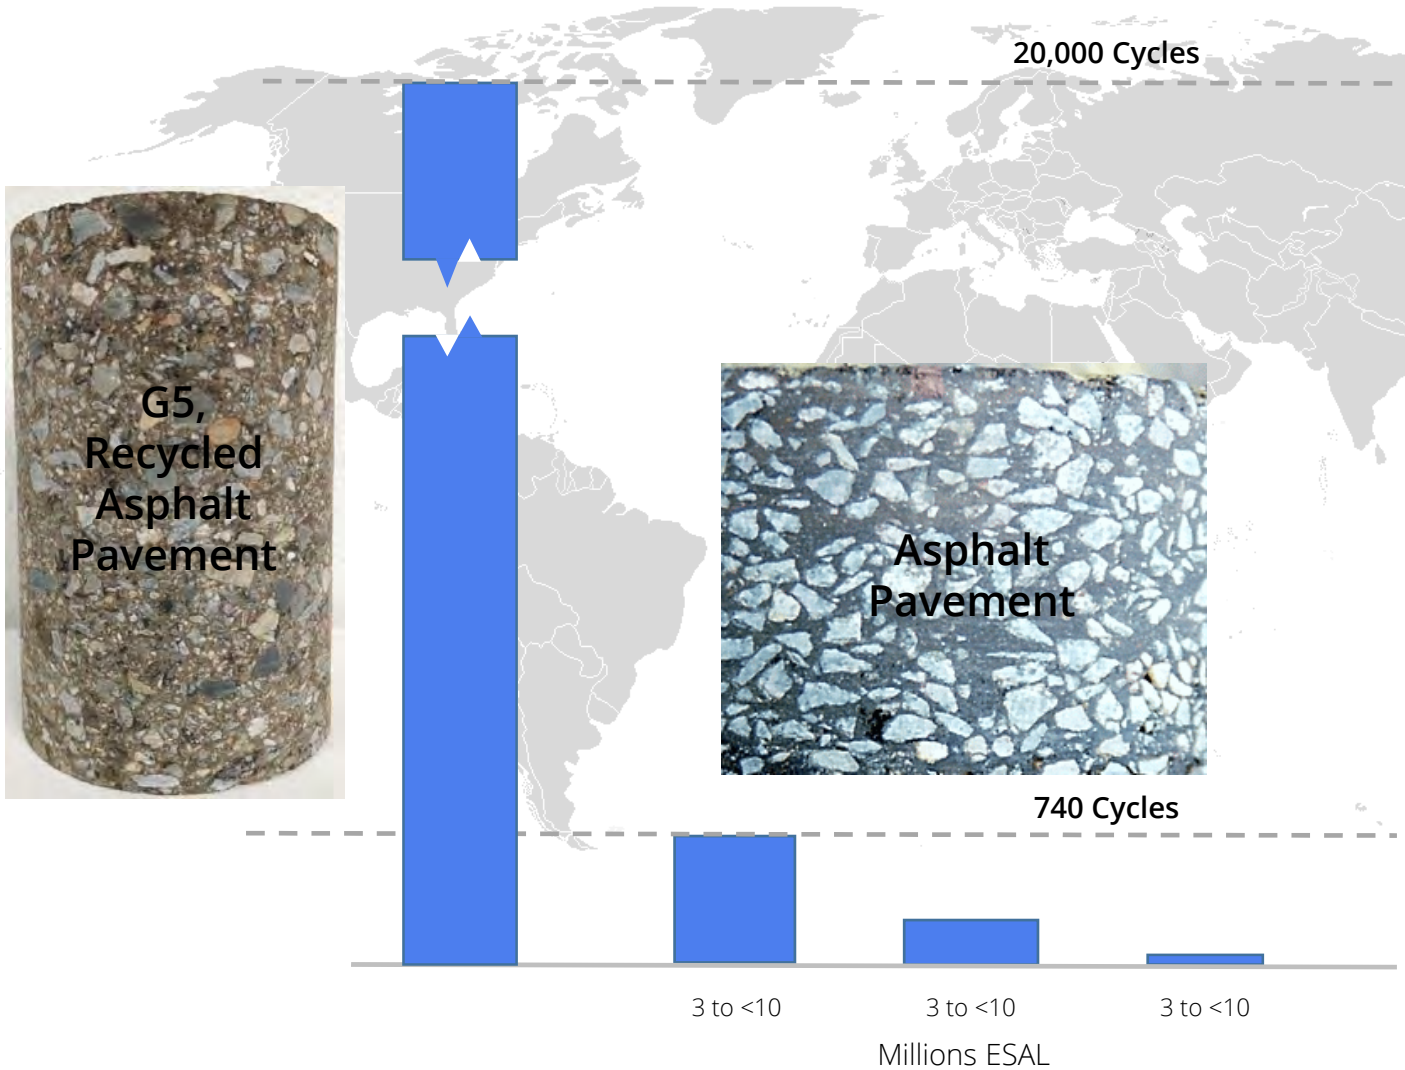 20,000 Cycles
G5,
Recycled
Asphalt
Pavement
Asphalt
Pavement
740 Cycles
3 to <10
3 to <10
3 to <10
Millions ESAL